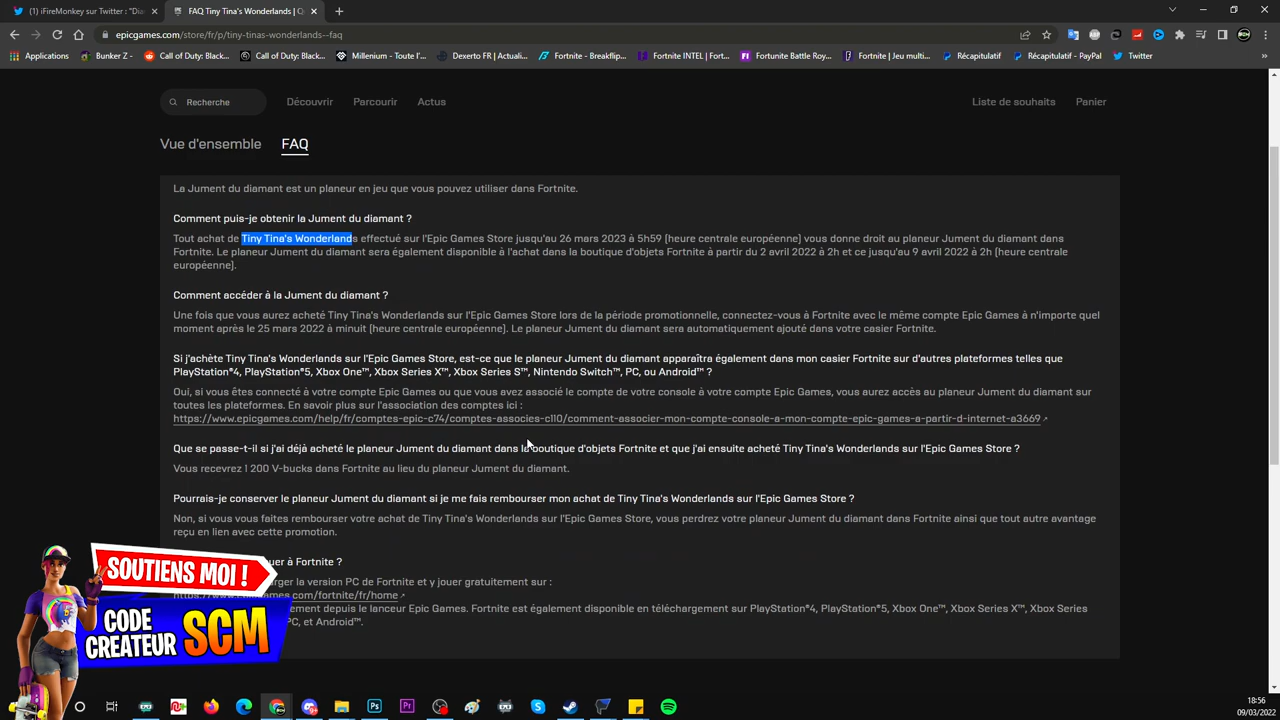 (1) iFireMonkey sur Twitter : "Dia
FAQ Tiny Tina's Wonderlands | Q
epicgames.com/store/fr/p/tiny-tinas-wonderlands--faq
Applications
Bunker Z -
Call of Duty: Black...
Call of Duty: Black...
Millenium - Toute l'...
Dexerto FR | Actuali...
Fortnite - Breakflip...
Fortnite INTEL | Fort...
Fortunite Battle Roy...
Fortnite | Jeu multi...
Récapitulatif
Récapitulatif - PayPal
Twitter
Recherche
Découvrir
Parcourir
Actus
Liste de souhaits
Panier
Vue d'ensemble
FAQ
La Jument du diamant est un planeur en jeu que vous pouvez utiliser dans Fortnite.
Comment puis-je obtenir la Jument du diamant ?
Tout achat de Tiny Tina's Wonderlands effectué sur l'Epic Games Store jusqu'au 26 mars 2023 à 5h59 (heure centrale européenne) vous donne droit au planeur Jument du diamant dans
Fortnite. Le planeur Jument du diamant sera également disponible à l'achat dans la boutique d'objets Fortnite à partir du 2 avril 2022 à 2h et ce jusqu'au 9 avril 2022 à 2h (heure centrale
européenne).
Comment accéder à la Jument du diamant ?
Une fois que vous aurez acheté Tiny Tina's Wonderlands sur l'Epic Games Store lors de la période promotionnelle, connectez-vous à Fortnite avec le même compte Epic Games à n'importe quel
moment après le 25 mars 2022 à minuit (heure centrale européenne). Le planeur Jument du diamant sera automatiquement ajouté dans votre casier Fortnite.
Si j'achète Tiny Tina's Wonderlands sur l'Epic Games Store, est-ce que le planeur Jument du diamant apparaîtra également dans mon casier Fortnite sur d'autres plateformes telles que
PlayStation®4, PlayStation®5, Xbox One™, Xbox Series X™, Xbox Series S™, Nintendo Switch™, PC, ou Android™ ?
Oui, si vous êtes connecté à votre compte Epic Games ou que vous avez associé le compte de votre console à votre compte Epic Games, vous aurez accès au planeur Jument du diamant sur
toutes les plateformes. En savoir plus sur l'association des comptes ici :
https://www.epicgames.com/help/fr/comptes-epic-c74/comptes-associes-c110/comment-associer-mon-compte-console-a-mon-compte-epic-games-a-partir-d-internet-a3669
Que se passe-t-il si j'ai déjà acheté le planeur Jument du diamant dans la boutique d'objets Fortnite et que j'ai ensuite acheté Tiny Tina's Wonderlands sur l'Epic Games Store ?
Vous recevrez 1 200 V-bucks dans Fortnite au lieu du planeur Jument du diamant.
Pourrais-je conserver le planeur Jument du diamant si je me fais rembourser mon achat de Tiny Tina's Wonderlands sur l'Epic Games Store ?
Non, si vous vous faites rembourser votre achat de Tiny Tina's Wonderlands sur l'Epic Games Store, vous perdrez votre planeur Jument du diamant dans Fortnite ainsi que tout autre avantage
reçu en lien avec cette promotion.
uer à Fortnite ?
arger la version PC de Fortnite et y jouer gratuitement sur :
games.com/fortnite/fr/home
ement depuis le lanceur Epic Games. Fortnite est également disponible en téléchargement sur PlayStation®4, PlayStation®5, Xbox One™, Xbox Series X™, Xbox Series
PC, et Android™.
SOUTIENS MOI !
CODE
CREATEUR SCM
18:56
09/03/2022